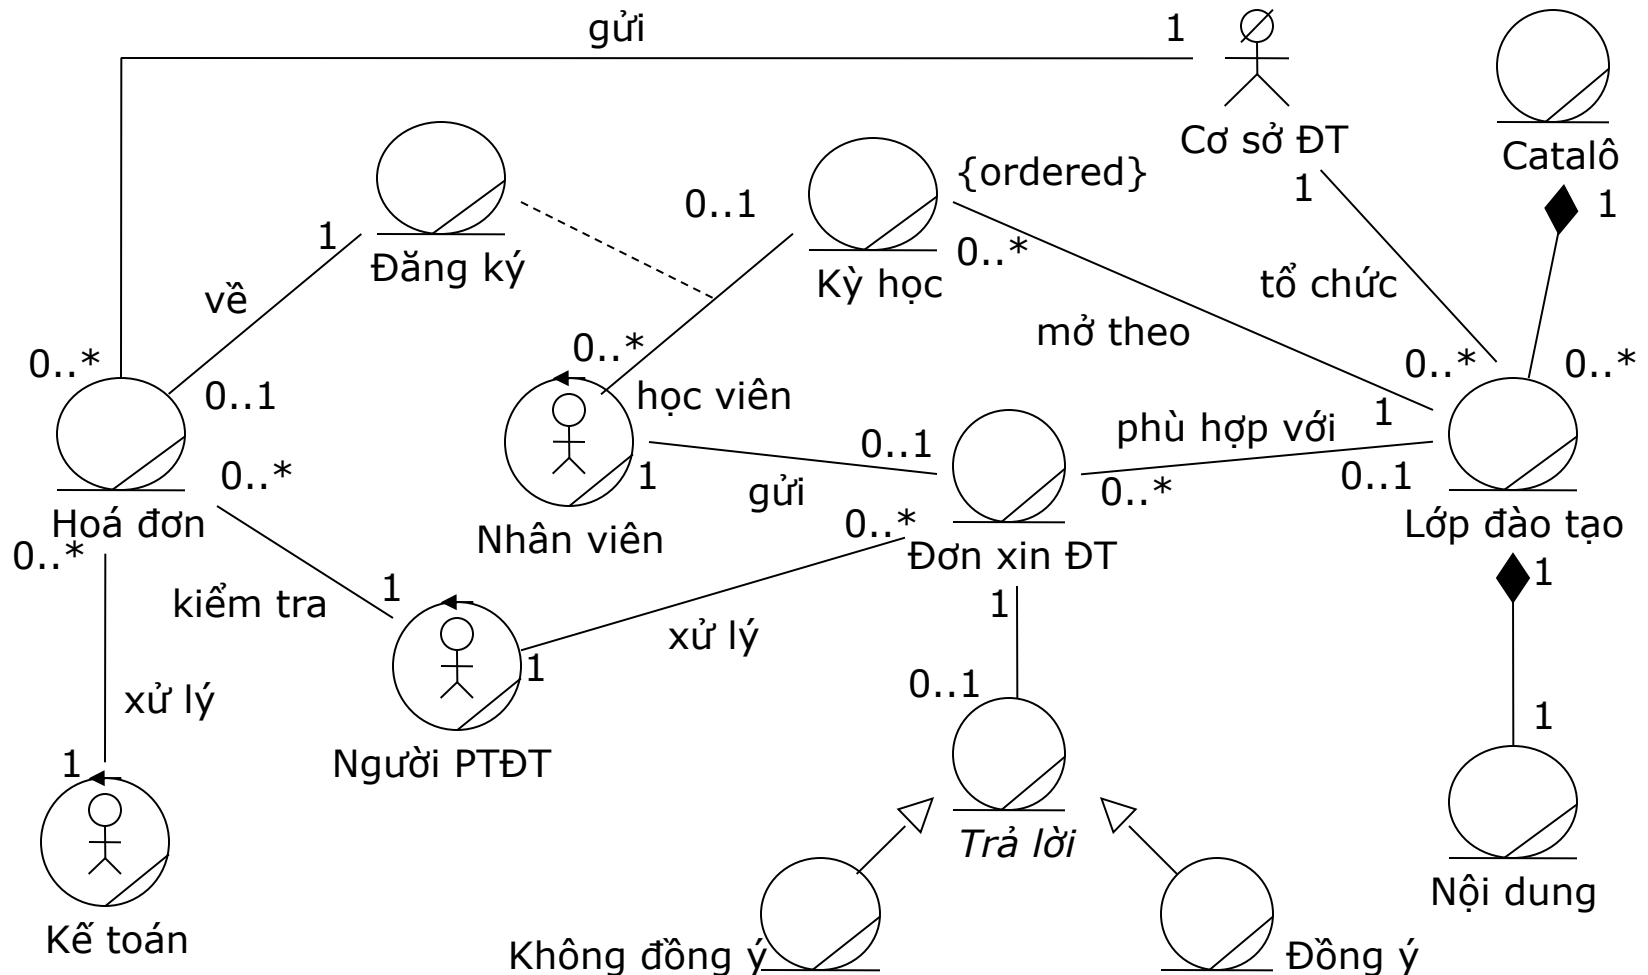 gửi
1
Cơ sở ĐT
Catalô
{ordered}
0..1
1
1
1
Đăng ký
0..*
Kỳ học
tổ chức
về
mở theo
0..*
0..*
0..*
0..*
0..1
học viên
1
phù hợp với
0..1
0..*
1
gửi
0..*
0..1
Hoá đơn
0..*
Nhân viên
0..*
Đơn xin ĐT
Lớp đào tạo
1
kiểm tra
1
1
xử lý
1
xử lý
0..1
1
1
Người PTĐT
Trả lời
Nội dung
Kế toán
Không đồng ý
Đồng ý